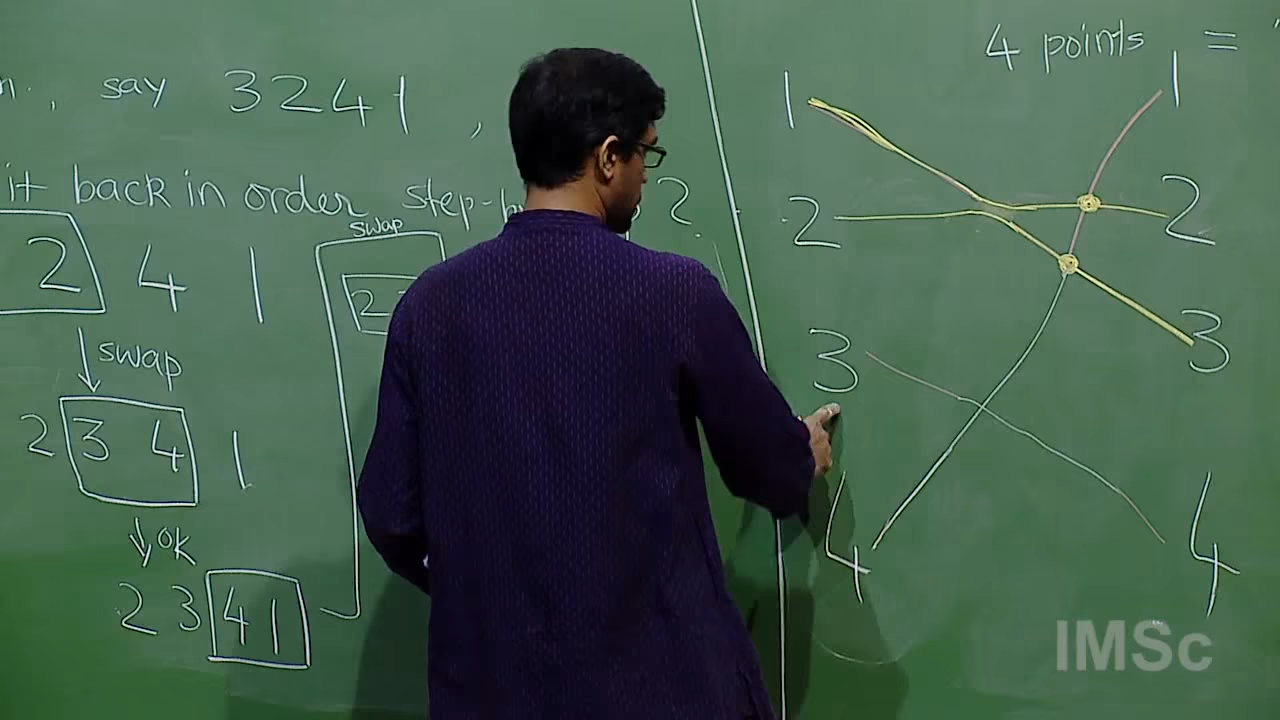 say 3241,
it back in order step-by ?
2 4 1
swap
2 3 4 1
OK
2 3 4 1
swap
2
4 points =
1 1
2 2
3 3
4 4
IMSc